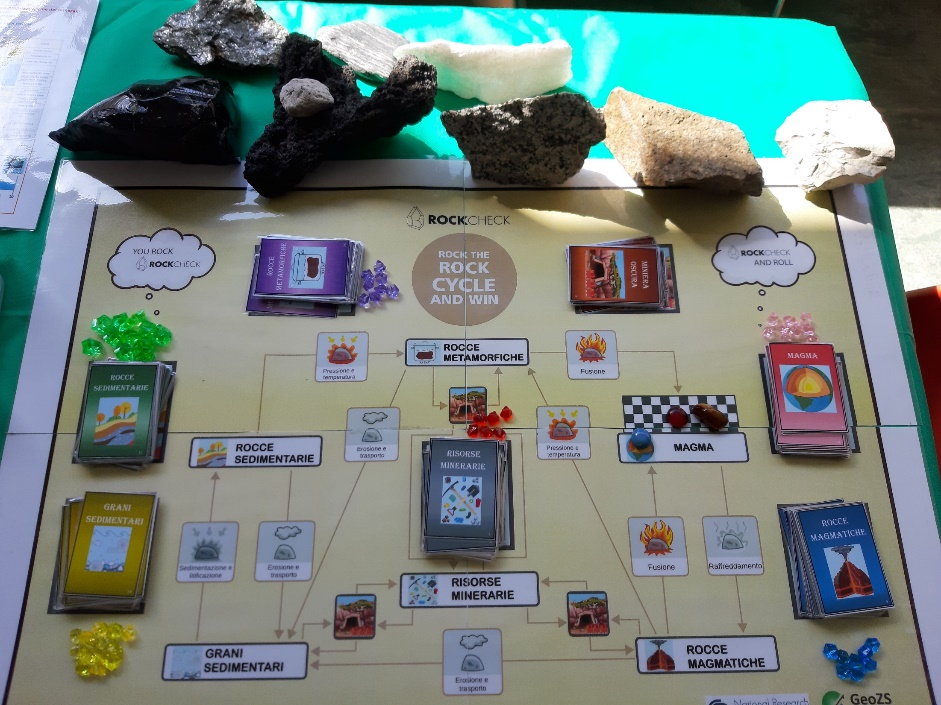 ROCKCHECK
YOU ROCK
ROCKCHECK
ROCCE
METAMORFICHE
ROCK THE
ROCK
CYCLE
AND WIN
MINIERA
OSCURA
ROCKCHECK
AND ROLL
Pressione e
temperatura
ROCCE
METAMORFICHE
Fusione
ROCCE
SEDIMENTARIE
MAGMA
Erosione e
trasporto
Pressione e
temperatura
ROCCE
SEDIMENTARIE
RISORSE
MINERARIE
MAGMA
GRANI
SEDIMENTARI
Sedimentazione e
litificazione
Erosione e
trasporto
Fusione
Raffreddamento
ROCCE
MAGMATICHE
RISORSE
MINERARIE
GRANI
SEDIMENTARI
Erosione e
trasporto
ROCCE
MAGMATICHE
National Research
GeoZS